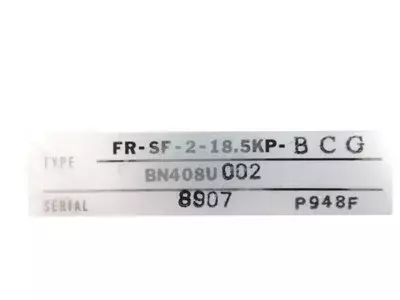 TYPE FR-SF-2-18.5KP- B C G
BN408U 002
SERIAL 8907 P948F